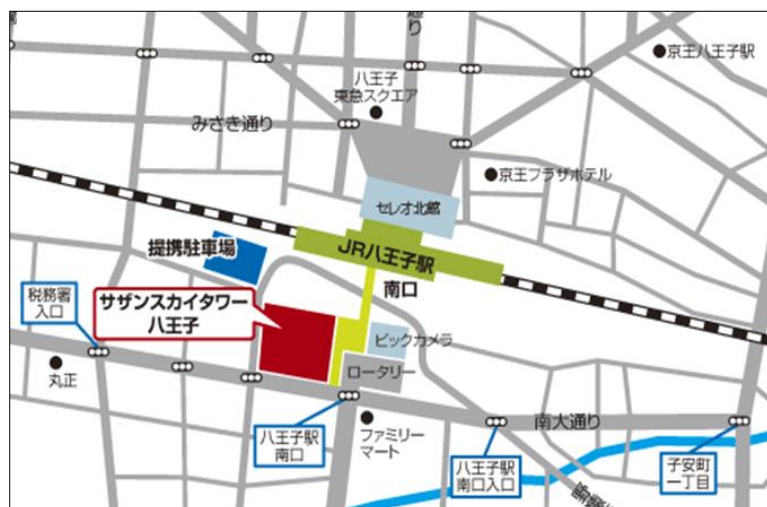 通り
京王八王子駅
八王子
東急スクエア
みさき通り
京王プラザホテル
セレオ北館
JR八王子駅
提携駐車場
南口
税務署
入口
サザンスカイタワー
八王子
ビックカメラ
ロータリー
丸正
八王子駅
南口
ファミリー
マート
南大通り
八王子駅
南口入口
子安町
一丁目